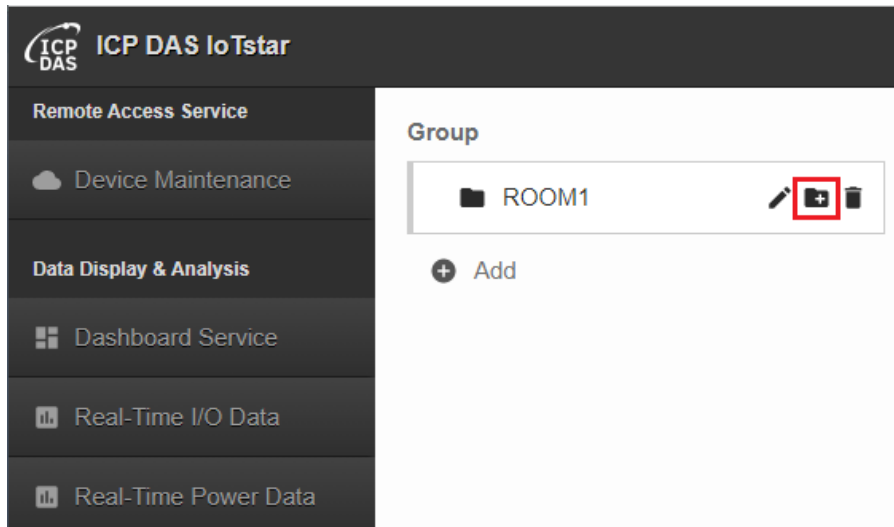 ICP
DAS
ICP DAS IoTstar
Remote Access Service
Device Maintenance
Data Display & Analysis
Dashboard Service
Real-Time I/O Data
Real-Time Power Data
Group
ROOM1
Add